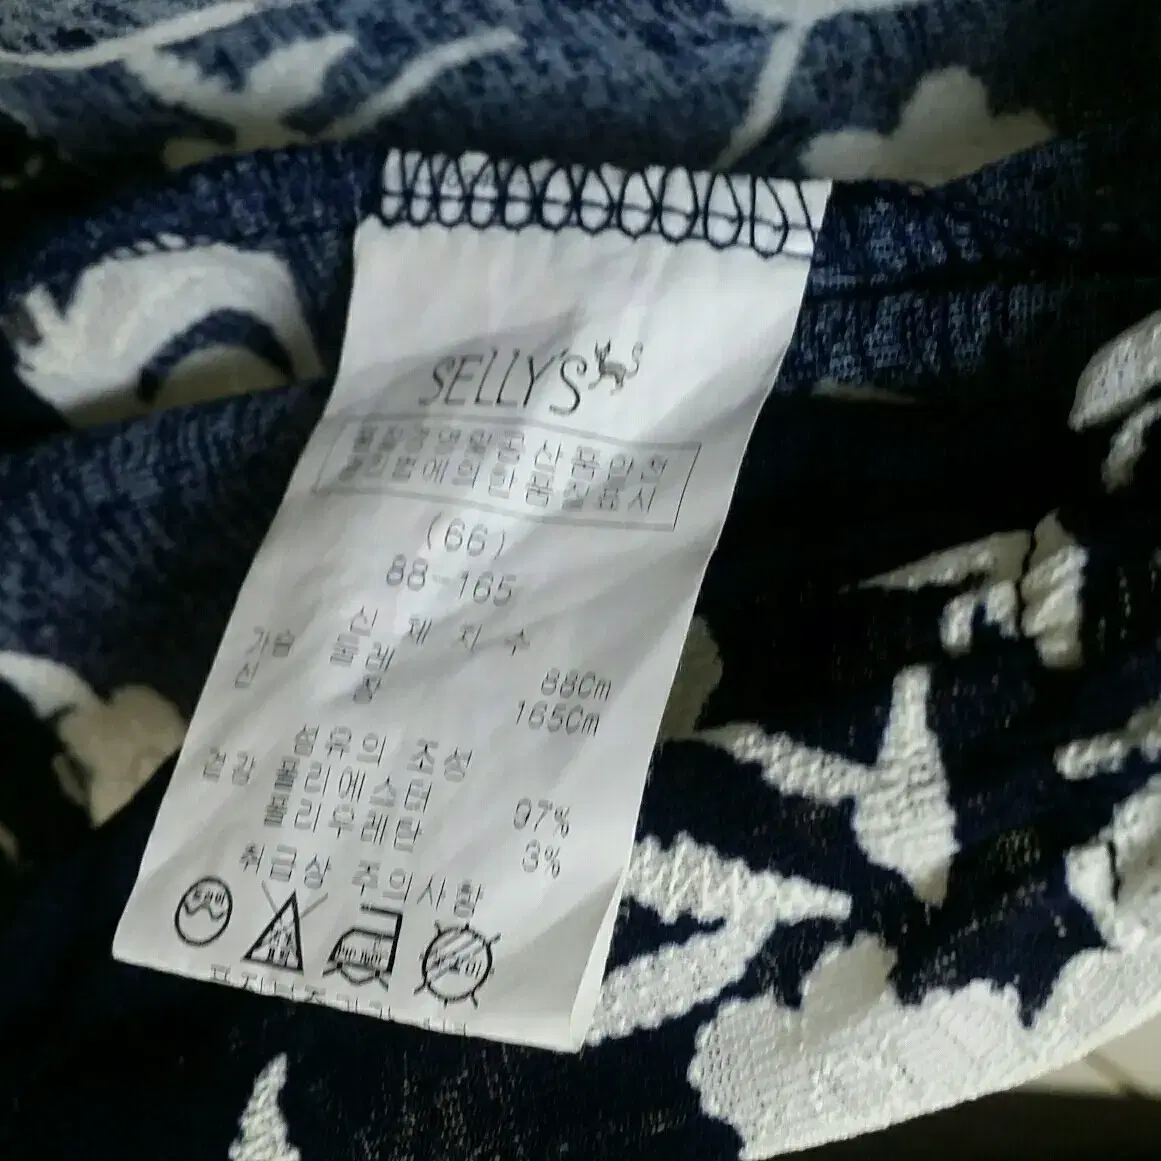 SELLY'S
품질경영및공산품안전
관리법에의한품질표시
(66)
88-165
신 체 치 수
가슴 88Cm
신장 165Cm
섬유의 조성
겉감 폴리에스터 97%
폴리우레탄 3%
취급상 주의사항